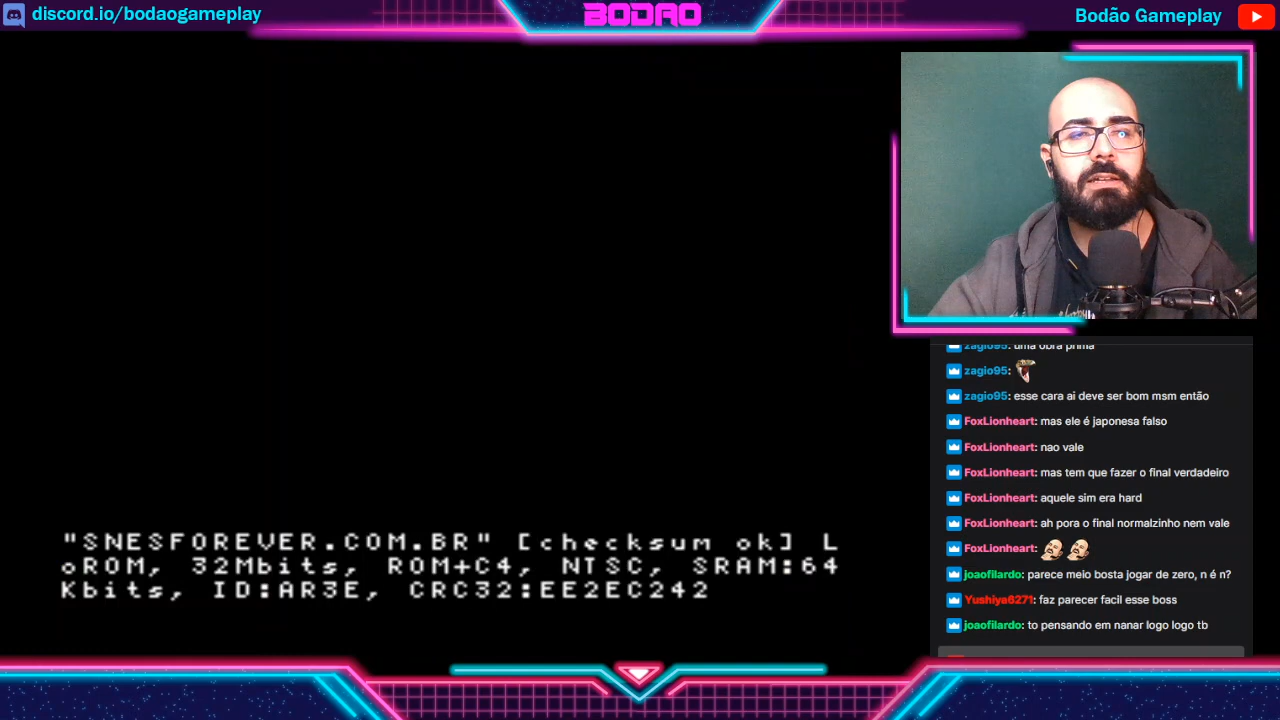 discord.io/bodaogameplay
BODAO
Bodão Gameplay
zagio95: uma obra prima
zagio95:
zagio95: esse cara ai deve ser bom msm então
FoxLionheart: mas ele é japonesa falso
FoxLionheart: nao vale
FoxLionheart: mas tem que fazer o final verdadeiro
FoxLionheart: aquele sim era hard
FoxLionheart: ah pora o final normalzinho nem vale
FoxLionheart:
joaofilardo: parece meio bosta jogar de zero, n é n?
Yushiya6271: faz parecer facil esse boss
joaofilardo: to pensando em nanar logo logo tb
"SNESFOREVER.COM.BR" [checksum ok] L
oROM, 32Mbits, ROM+C4, NTSC, SRAM:64
Kbits, ID:AR3E, CRC32:EE2EC242